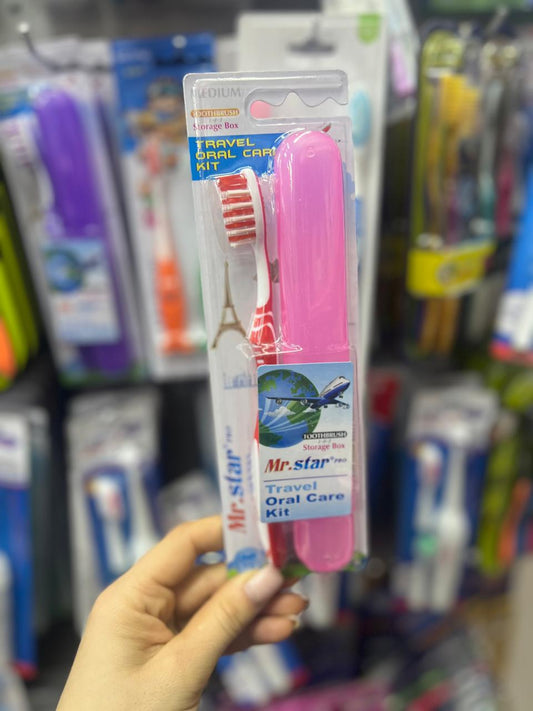 MEDIUM
TOOTHBRUSH
Storage Box
TRAVEL
ORAL CARE
KIT
TOOTHBRUSH
Storage Box
Mr.star® PRO
Travel
Oral Care
Kit
Mr.star® PRO